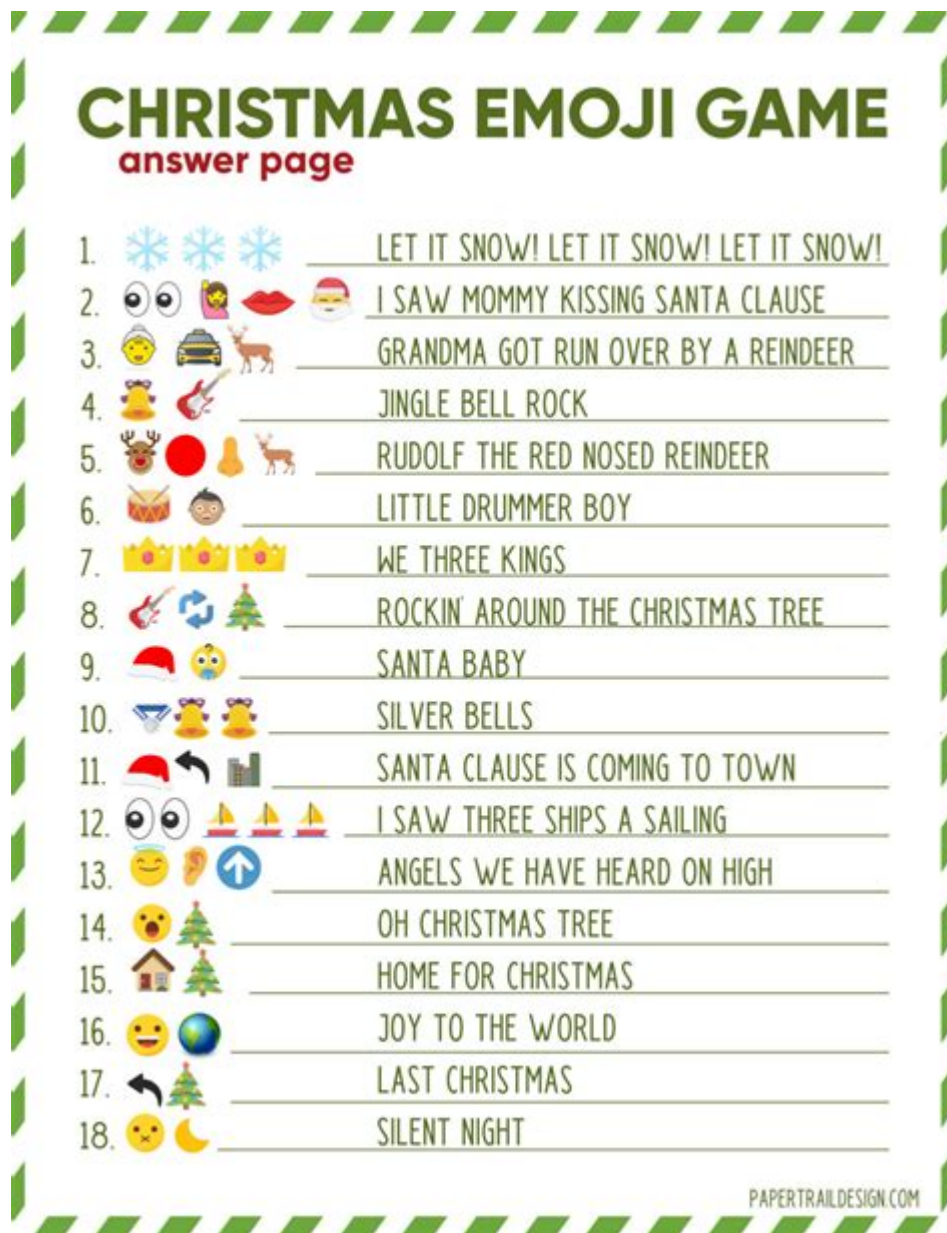 CHRISTMAS EMOJI GAME
answer page
1. LET IT SNOW! LET IT SNOW! LET IT SNOW!
2. I SAW MOMMY KISSING SANTA CLAUSE
3. GRANDMA GOT RUN OVER BY A REINDEER
4. JINGLE BELL ROCK
5. RUDOLF THE RED NOSED REINDEER
6. LITTLE DRUMMER BOY
7. WE THREE KINGS
8. ROCKIN' AROUND THE CHRISTMAS TREE
9. SANTA BABY
10. SILVER BELLS
11. SANTA CLAUSE IS COMING TO TOWN
12. I SAW THREE SHIPS A SAILING
13. ANGELS WE HAVE HEARD ON HIGH
14. OH CHRISTMAS TREE
15. HOME FOR CHRISTMAS
16. JOY TO THE WORLD
17. LAST CHRISTMAS
18. SILENT NIGHT
PAPERTRAILDESIGN.COM